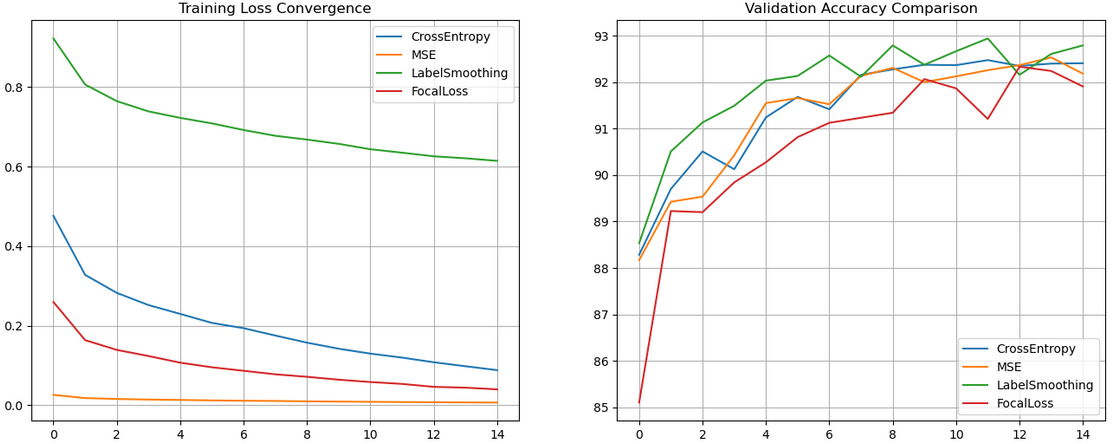 Training Loss Convergence
CrossEntropy
MSE
LabelSmoothing
FocalLoss
0.8
0.6
0.4
0.2
0.0
0 2 4 6 8 10 12 14
Validation Accuracy Comparison
93
92
91
90
89
88
87
86
85
CrossEntropy
MSE
LabelSmoothing
FocalLoss
0 2 4 6 8 10 12 14